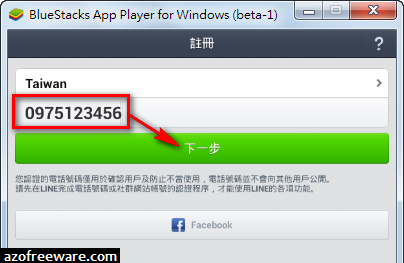 BlueStacks App Player for Windows (beta-1)
註冊
?
Taiwan
0975123456
下一步
您認證的電話號碼僅用於確認用戶及防止不當使用，電話號碼並不會向其他用戶公開。
請先在LINE完成電話號碼或社群網站帳號的認證程序，才能使用LINE的各項功能。
f Facebook
azofreeware.com